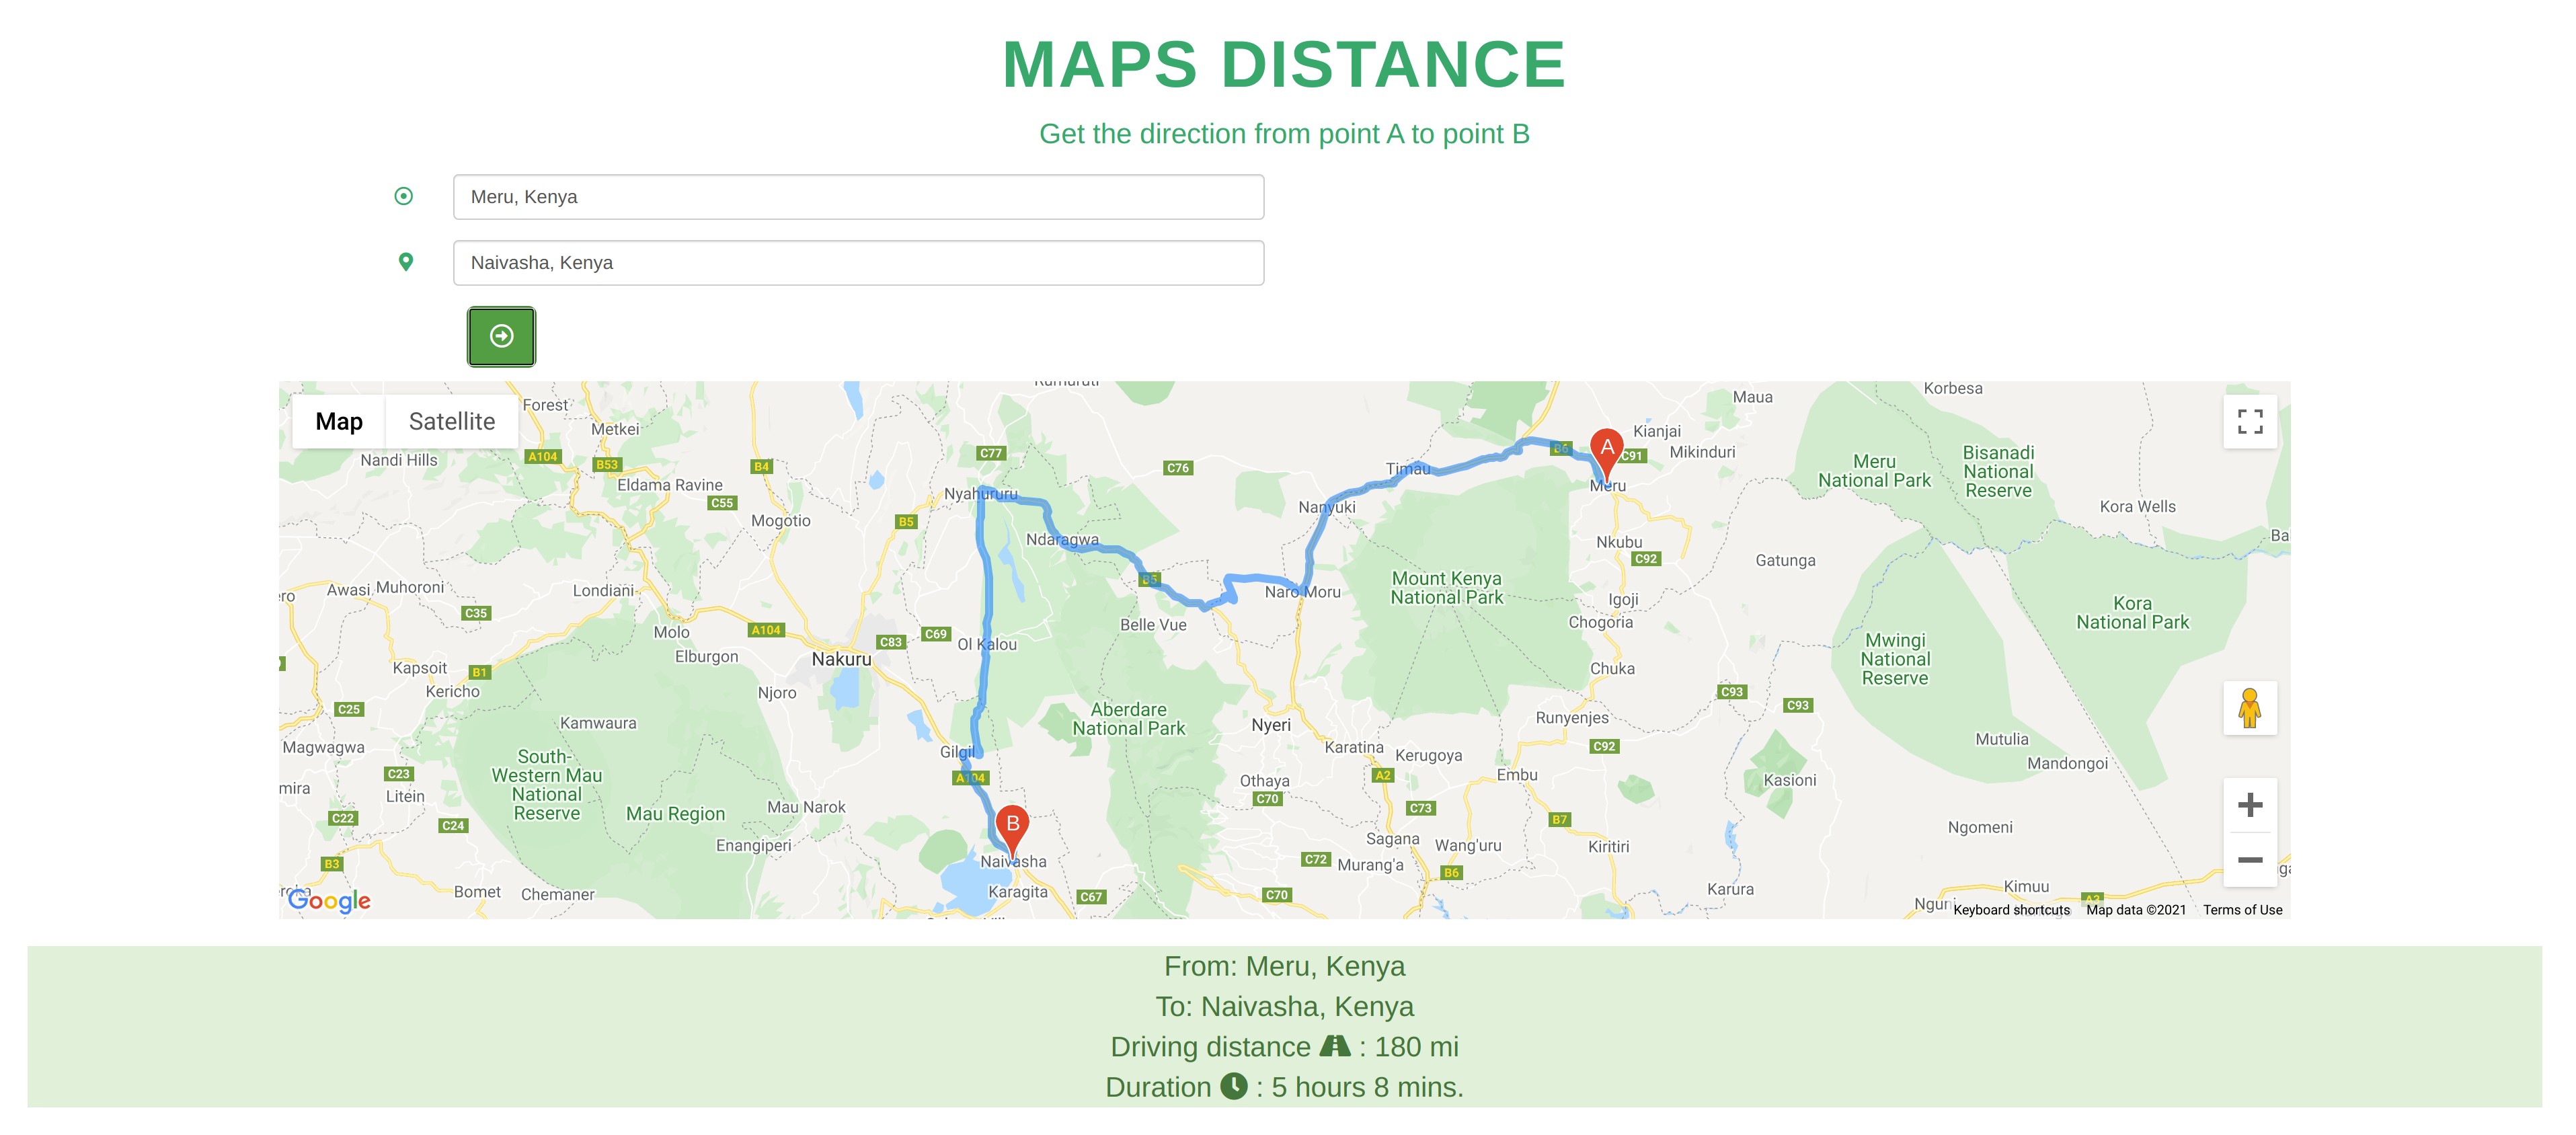 MAPS DISTANCE
Get the direction from point A to point B
Meru, Kenya
Naivasha, Kenya
Map Satellite
Forest
Metkei
Nandi Hills
A104
B53
B4
Eldama Ravine
C55
Mogotio
C77
C76
B5
Nyahururu
Ndaragwa
B5
Timau
Nanyuki
Naro Moru
Belle Vue
B6
A
C91
Meru
Kianjai
Mikinduri
Maua
Korbesa
Meru
National Park
Bisanadi
National
Reserve
Kora Wells
Nkubu
C92
Gatunga
Igoji
Chogoria
Mount Kenya
National Park
Kora
National Park
Mwingi
National
Reserve
Awasi
Muhoroni
Londiani
C35
Molo
A104
Elburgon
C83
C69
Ol Kalou
Nakuru
Kapsoit
B1
Kericho
Njoro
C25
Kamwaura
Magwagwa
Aberdare
National Park
Nyeri
Chuka
C93
C93
Runyenjes
C92
Karatina
Kerugoya
Mutulia
Mandongoi
Gilgil
A104
South-
Western Mau
National
Reserve
C23
Litein
C22
C24
Mau Region
Mau Narok
Enangiperi
Othaya
C70
A2
Embu
C73
B7
Kasioni
B
Naivasha
Karagita
C67
Sagana
Wang'uru
C72
Murang'a
B6
Kiritiri
Ngomeni
B3
Bomet
Chemaner
C70
Karura
Kimuu
A3
Google
Keyboard shortcuts
Map data ©2021
Terms of Use
From: Meru, Kenya
To: Naivasha, Kenya
Driving distance : 180 mi
Duration : 5 hours 8 mins.